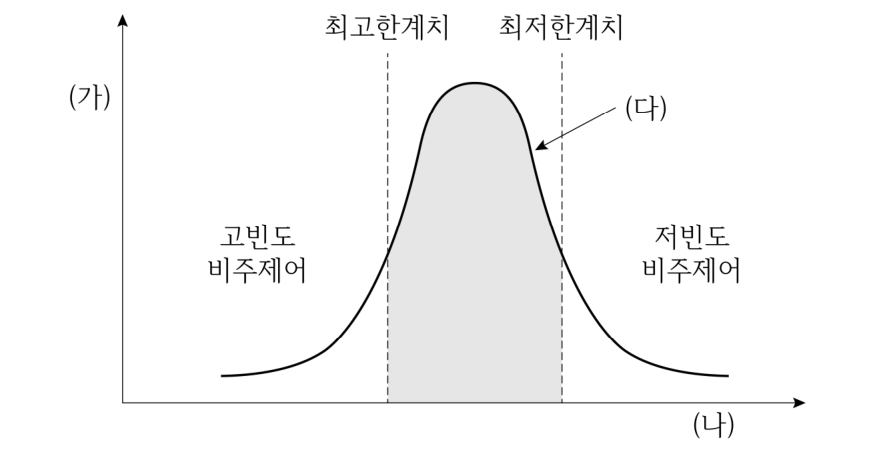 최고한계치
최저한계치
(가)
(다)
고빈도
비주제어
저빈도
비주제어
(나)